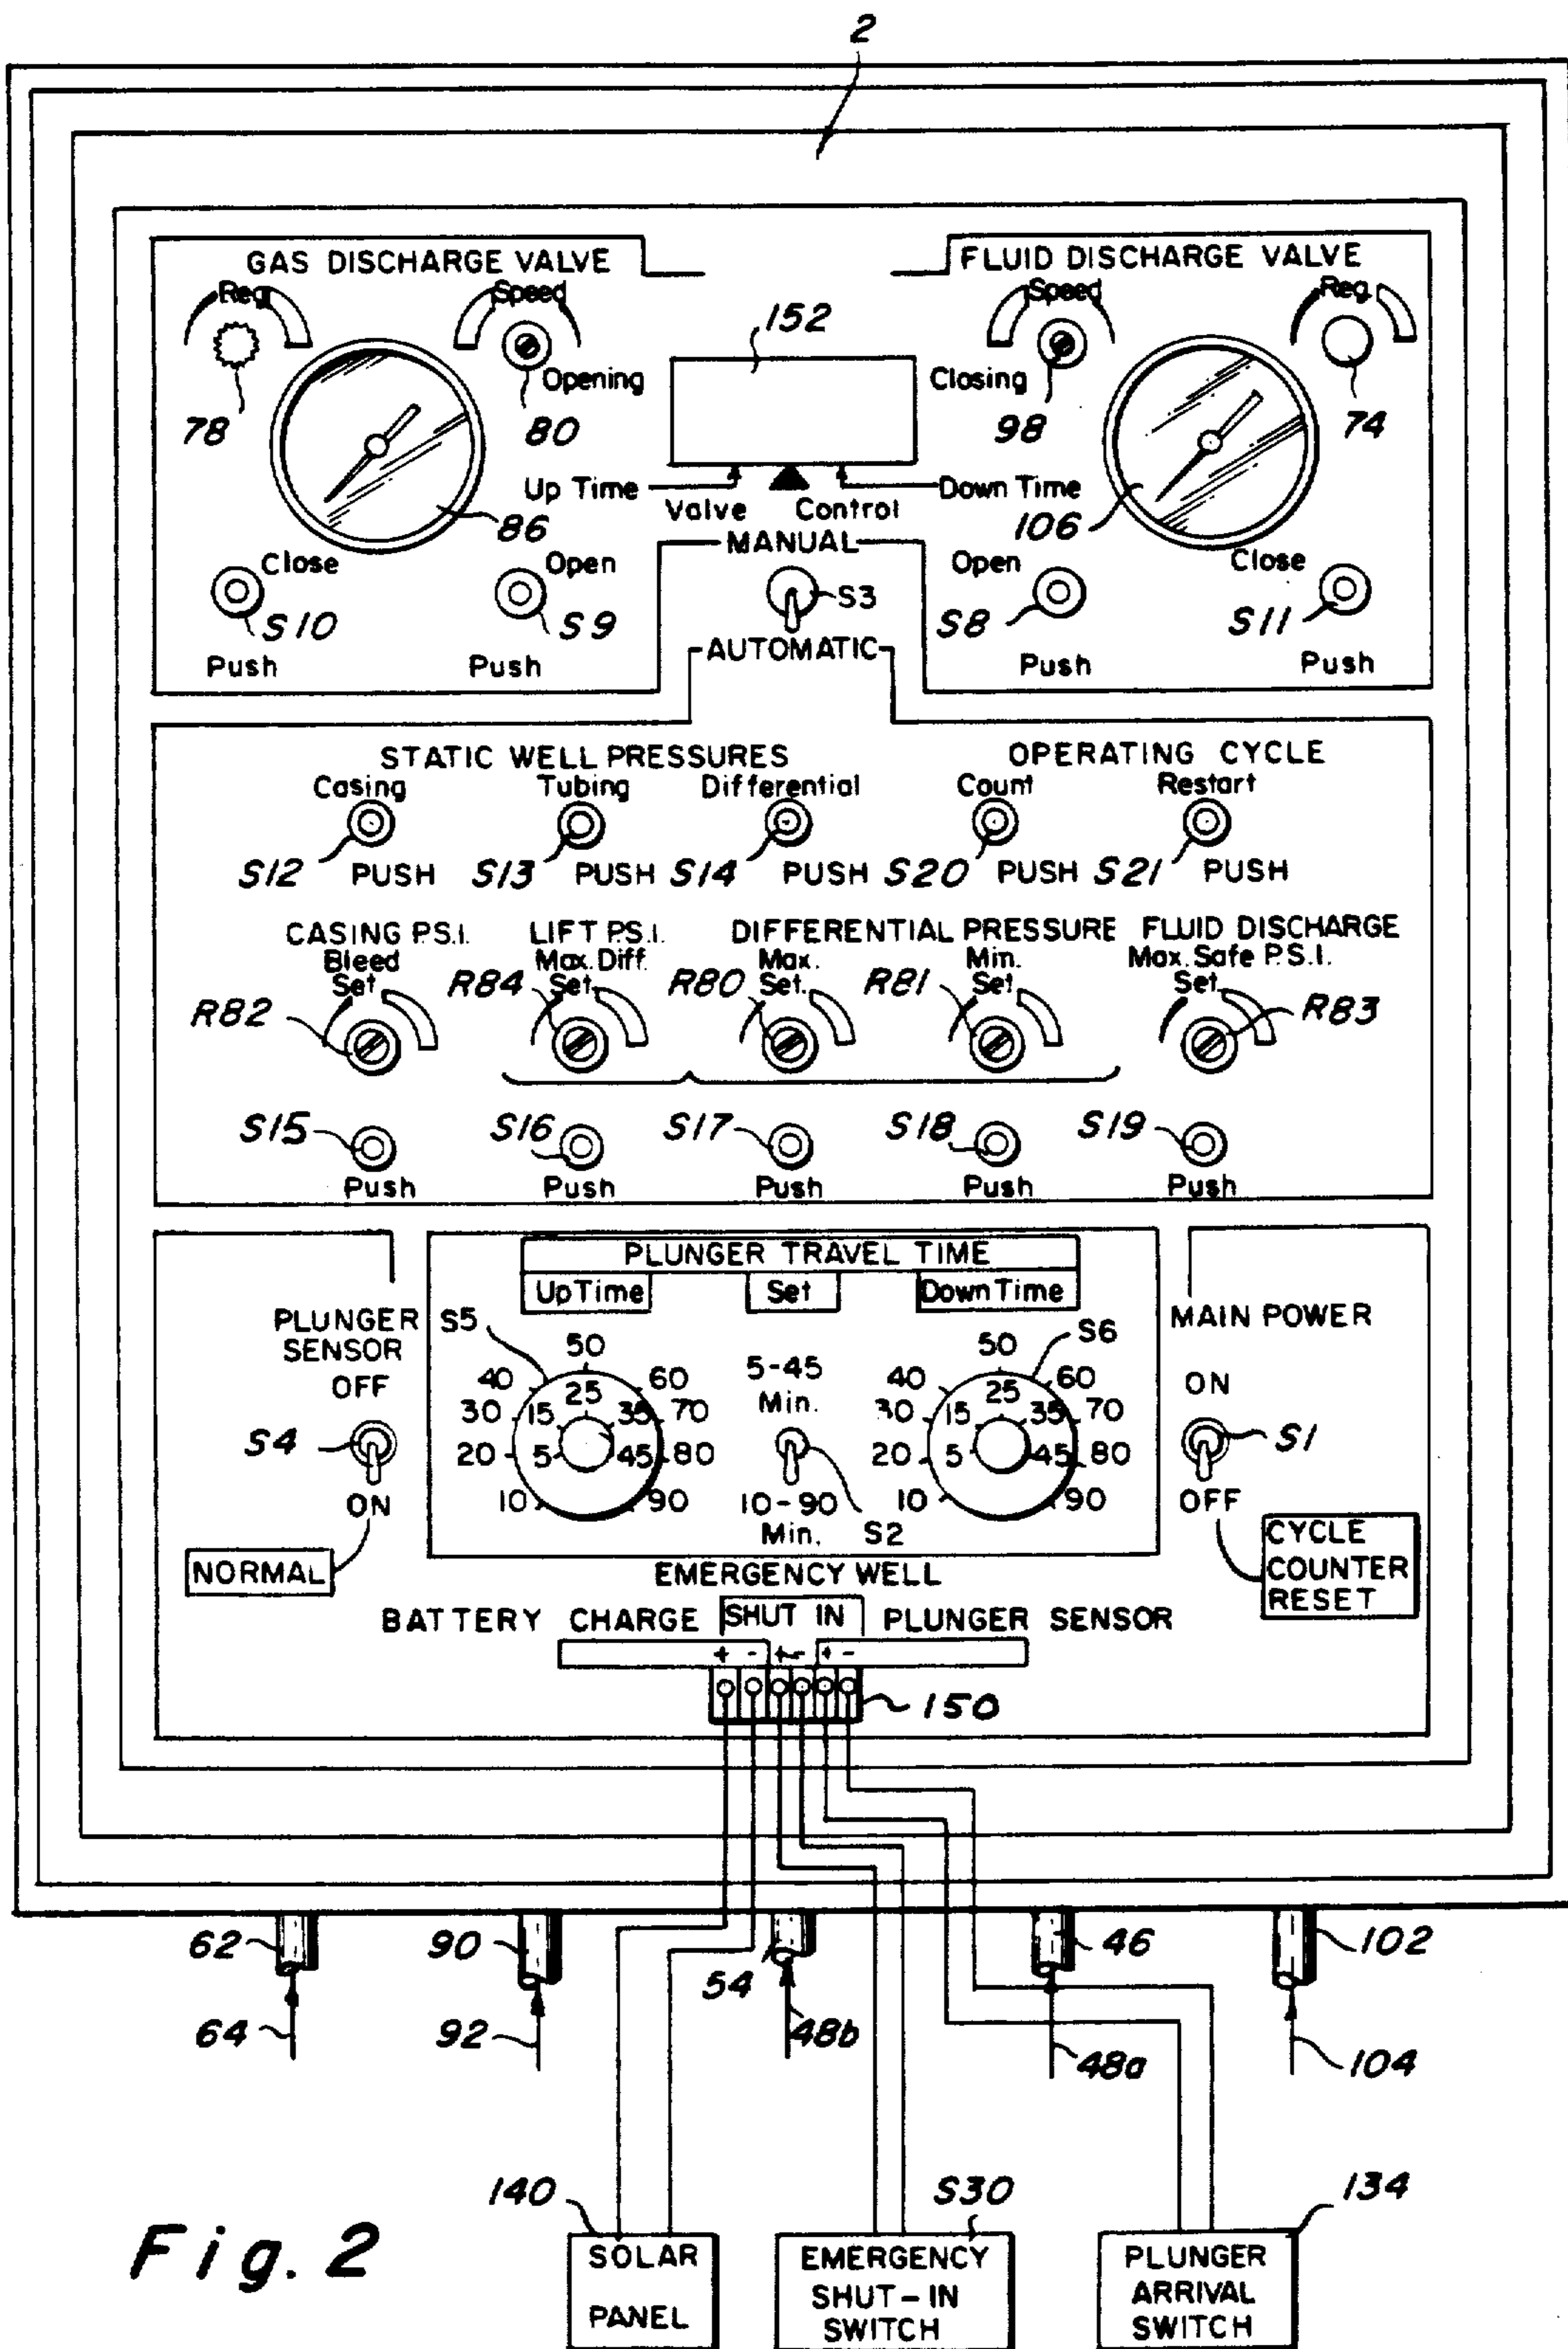 2
GAS DISCHARGE VALVE
FLUID DISCHARGE VALVE
Reg.
Speed
Speed
Reg.
152
Opening
Closing
78
80
98
74
Up Time
Down Time
Valve Control
86
106
MANUAL
Close
Open
Open
Close
S3
S10
S9
S8
S11
AUTOMATIC
Push
Push
Push
Push
STATIC WELL PRESSURES
OPERATING CYCLE
Casing
Tubing
Differential
Count
Restart
S12 PUSH S13 PUSH S14 PUSH S20 PUSH S21 PUSH
CASING P.S.I.
LIFT P.S.I.
DIFFERENTIAL PRESSURE
FLUID DISCHARGE
Bleed
Max. Diff.
Max.
Min.
Max. Safe P.S.I.
Set
Set
Set.
Set
Set
R82
R84
R80
R81
R83
S15
S16
S17
S18
S19
Push
Push
Push
Push
Push
PLUNGER TRAVEL TIME
Up Time
Set
Down Time
PLUNGER
SENSOR
OFF
S4
ON
NORMAL
S5
50
40 25 60
30 15 35 70
20 5 45 80
10 90
5-45
Min.
10-90
Min.
S2
S6
50
40 25 60
30 15 35 70
20 5 45 80
10 90
MAIN POWER
ON
S1
OFF
CYCLE
COUNTER
RESET
EMERGENCY WELL
BATTERY CHARGE SHUT IN PLUNGER SENSOR
+ - + - + -
150
62
90
54
46
102
64
92
48b
48a
104
140
S30
134
SOLAR
PANEL
EMERGENCY
SHUT-IN
SWITCH
PLUNGER
ARRIVAL
SWITCH
Fig. 2